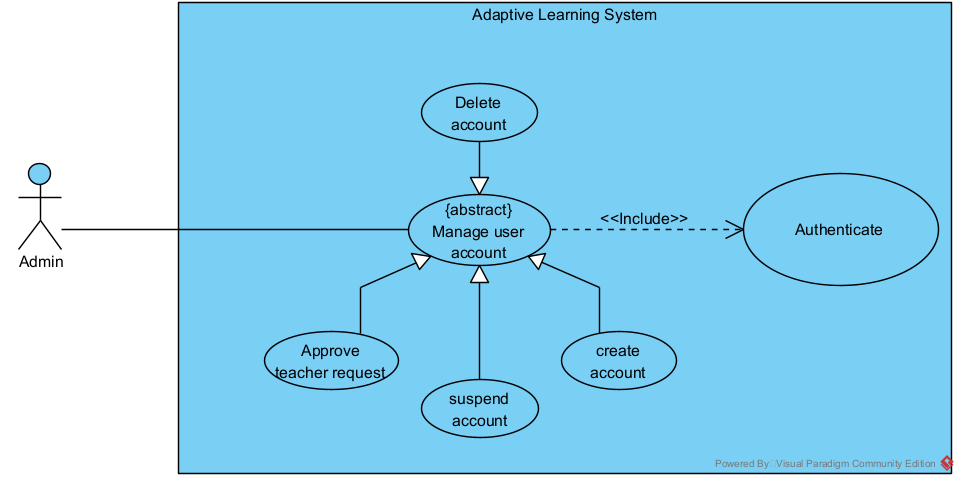 Adaptive Learning System
Delete
account
{abstract}
Manage user
account
<<Include>>
Authenticate
Admin
Approve
teacher request
create
account
suspend
account
Powered By Visual Paradigm Community Edition